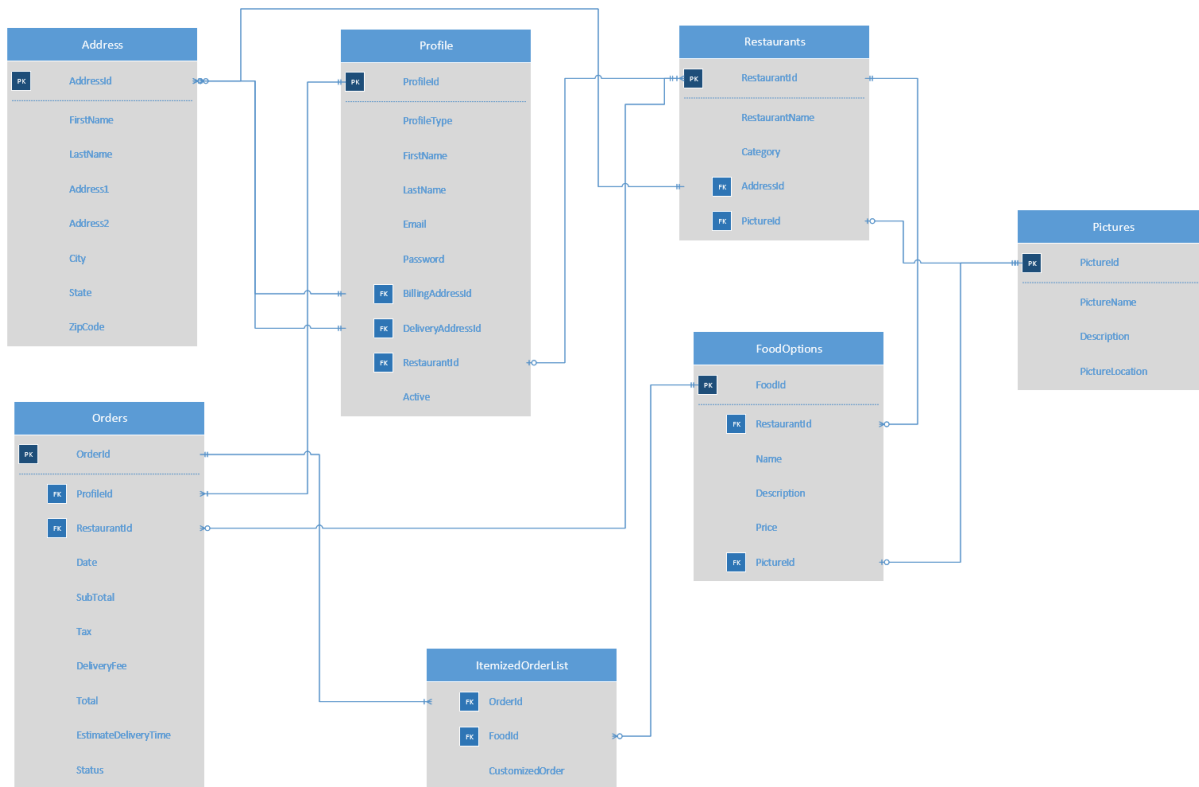 Address
PK AddressId
FirstName
LastName
Address1
Address2
City
State
ZipCode
Profile
PK ProfileId
ProfileType
FirstName
LastName
Email
Password
FK BillingAddressId
FK DeliveryAddressId
FK RestaurantId
Active
Restaurants
PK RestaurantId
RestaurantName
Category
FK AddressId
FK PictureId
Pictures
PK PictureId
PictureName
Description
PictureLocation
FoodOptions
PK FoodId
FK RestaurantId
Name
Description
Price
FK PictureId
Orders
PK OrderId
FK ProfileId
FK RestaurantId
Date
SubTotal
Tax
DeliveryFee
Total
EstimateDeliveryTime
Status
ItemizedOrderList
FK OrderId
FK FoodId
CustomizedOrder